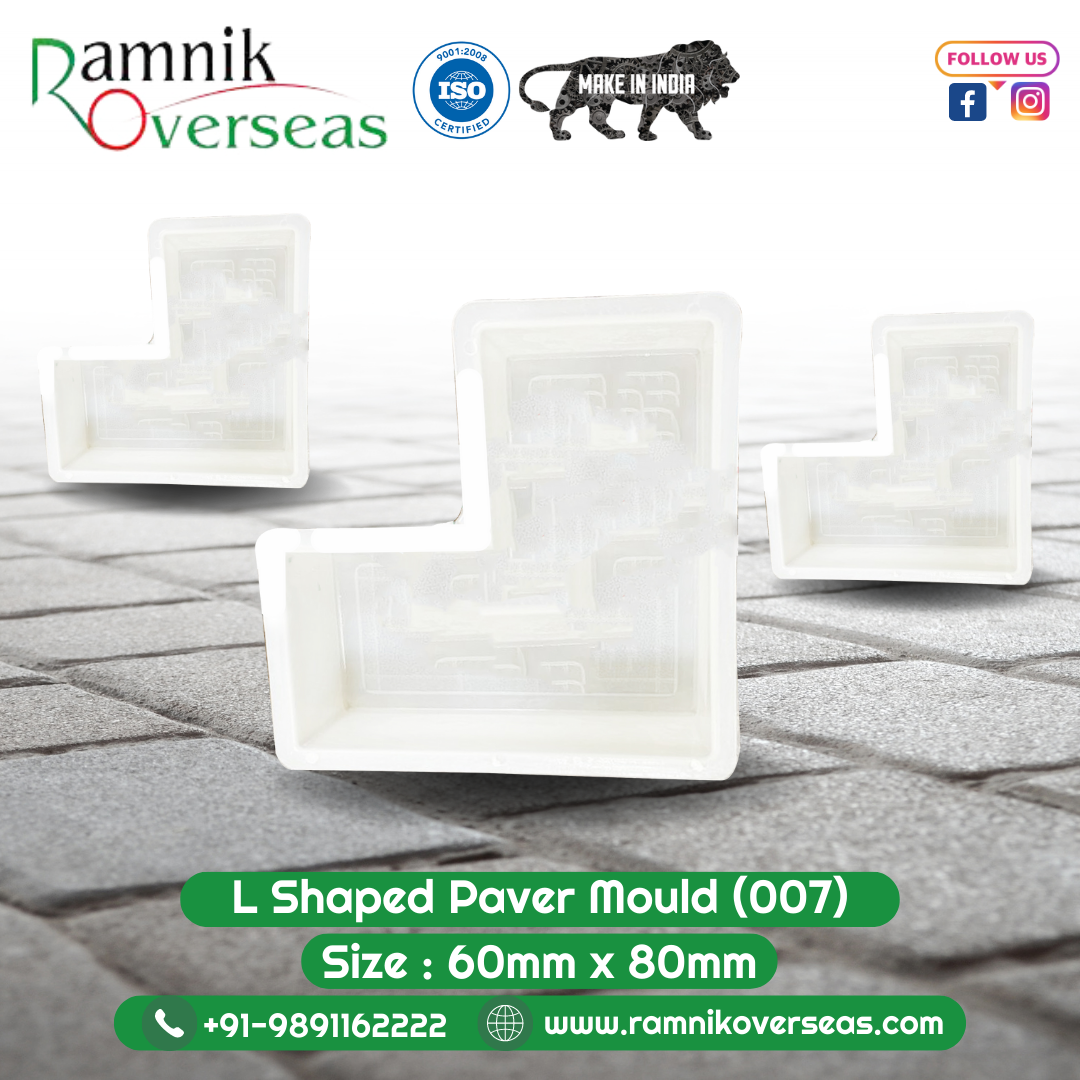 Ramnik
Overseas
9001:2008
ISO
CERTIFIED
MAKE IN INDIA
FOLLOW US
L Shaped Paver Mould (007)
Size : 60mm x 80mm
+91-9891162222
www.ramnikoverseas.com